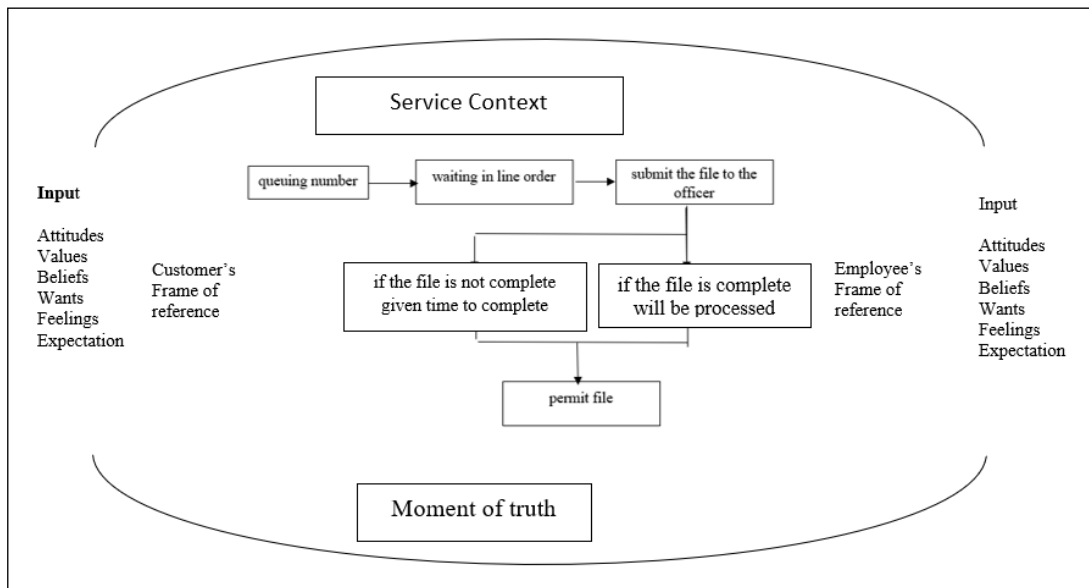 Service Context
queuing number
waiting in line order
submit the file to the
officer
Input
Attitudes
Values
Beliefs
Wants
Feelings
Expectation
Customer's
Frame of
reference
if the file is not complete
given time to complete
if the file is complete
will be processed
Employee's
Frame of
reference
Input
Attitudes
Values
Beliefs
Wants
Feelings
Expectation
permit file
Moment of truth